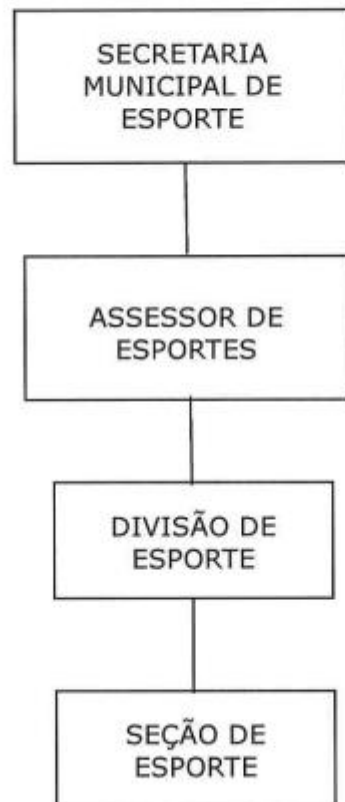 SECRETARIA
MUNICIPAL DE
ESPORTE
ASSESSOR DE
ESPORTES
DIVISÃO DE
ESPORTE
SEÇÃO DE
ESPORTE